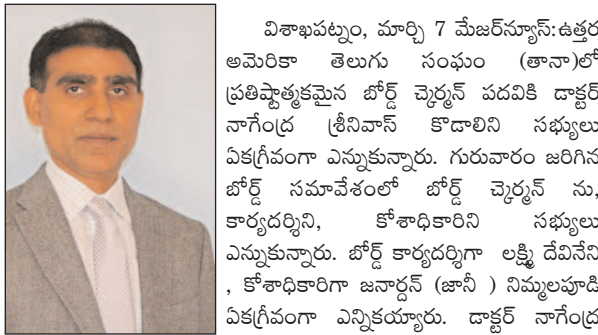 విశాఖపట్నం, మార్చి 7 మేజర్‌న్యూస్:ఉత్తర
అమెరికా తెలుగు సంఘం (తానా)లో
ప్రతిష్టాత్మకమైన బోర్డ్ చ్కెర్మన్ పదవికి డాక్టర్
నాగేంద్ర శ్రీనివాస్ కొడాలిని సభ్యులు
ఏకగ్రీవంగా ఎన్నుకున్నారు. గురువారం జరిగిన
బోర్డ్ సమావేశంలో బోర్డ్ చ్కెర్మన్ ను,
కార్యదర్శిని, కోశాధికారిని సభ్యులు
ఎన్నుకున్నారు. బోర్డ్ కార్యదర్శిగా లక్ష్మి దేవినేని
, కోశాధికారిగా జనార్దన్ (జానీ ) నిమ్మలపూడి
ఏకగ్రీవంగా ఎన్నికయ్యారు. డాక్టర్ నాగేంద్ర